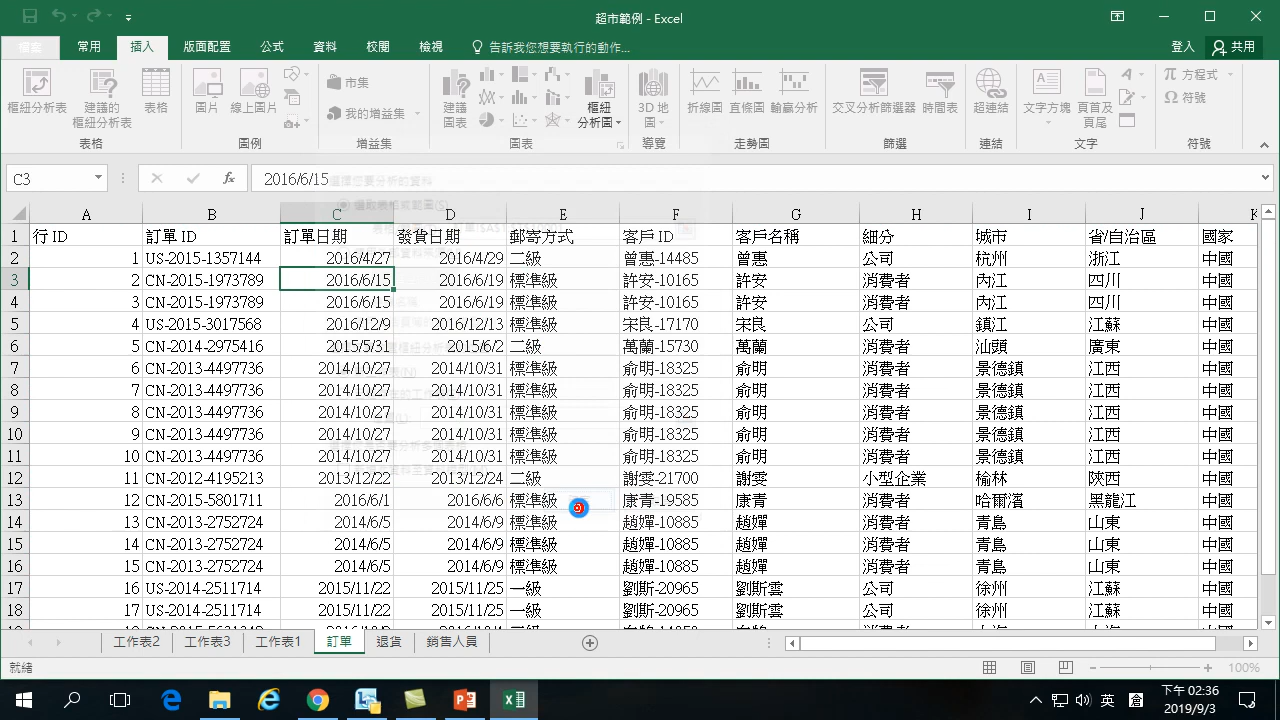 超市範例 - Excel
檔案 常用 插入 版面配置 公式 資料 校閱 檢視 告訴我您想要執行的動作... 登入 共用
樞紐分析表 建議的 樞紐分析表 表格 圖片 線上圖片 市集 我的增益集 建議 圖表 樞紐 分析圖 3D 地 圖 折線圖 直條圖 輸贏分析 交叉分析篩選器 時間表 超連結 文字方塊 頁首及 頁尾 方程式 符號
表格 圖例 增益集 圖表 導覽 走勢圖 篩選 連結 文字 符號
C3 fx 2016/6/15
選擇您要分析的資料
選取表格或範圍(S)
A B C D E F G H I J K
1 行 ID 訂單 ID 訂單日期 發貨日期 郵寄方式 客戶 ID 客戶名稱 細分 城市 省/自治區 國家
2 1 US-2015-1357144 2016/4/27 2016/4/29 二級 曾惠-14485 曾惠 公司 杭州 浙江 中國
3 2 CN-2015-1973789 2016/6/15 2016/6/19 標準級 許安-10165 許安 消費者 內江 四川 中國
4 3 CN-2015-1973789 2016/6/15 2016/6/19 標準級 許安-10165 許安 消費者 內江 四川 中國
5 4 US-2015-3017568 2016/12/9 2016/12/13 標準級 宋良-17170 宋良 公司 鎮江 江蘇 中國
6 5 CN-2014-2975416 2015/5/31 2015/6/2 二級 萬蘭-15730 萬蘭 消費者 汕頭 廣東 中國
7 6 CN-2013-4497736 2014/10/27 2014/10/31 標準級 俞明-18325 俞明 消費者 景德鎮 江西 中國
8 7 CN-2013-4497736 2014/10/27 2014/10/31 標準級 俞明-18325 俞明 消費者 景德鎮 江西 中國
9 8 CN-2013-4497736 2014/10/27 2014/10/31 標準級 俞明-18325 俞明 消費者 景德鎮 江西 中國
10 9 CN-2013-4497736 2014/10/27 2014/10/31 標準級 俞明-18325 俞明 消費者 景德鎮 江西 中國
11 10 CN-2013-4497736 2014/10/27 2014/10/31 標準級 俞明-18325 俞明 消費者 景德鎮 江西 中國
12 11 CN-2012-4195213 2013/12/22 2013/12/24 二級 謝雯-21700 謝雯 小型企業 榆林 陝西 中國
13 12 CN-2015-5801711 2016/6/1 2016/6/6 標準級 康青-19585 康青 消費者 哈爾濱 黑龍江 中國
14 13 CN-2013-2752724 2014/6/5 2014/6/9 標準級 趙嬋-10885 趙嬋 消費者 青島 山東 中國
15 14 CN-2013-2752724 2014/6/5 2014/6/9 標準級 趙嬋-10885 趙嬋 消費者 青島 山東 中國
16 15 CN-2013-2752724 2014/6/5 2014/6/9 標準級 趙嬋-10885 趙嬋 消費者 青島 山東 中國
17 16 US-2014-2511714 2015/11/22 2015/11/25 一級 劉斯-20965 劉斯雲 公司 徐州 江蘇 中國
18 17 US-2014-2511714 2015/11/22 2015/11/25 一級 劉斯-20965 劉斯雲 公司 徐州 江蘇 中國
工作表2 工作表3 工作表1 訂單 退貨 銷售人員
就緒 100%
英 下午 02:36
2019/9/3